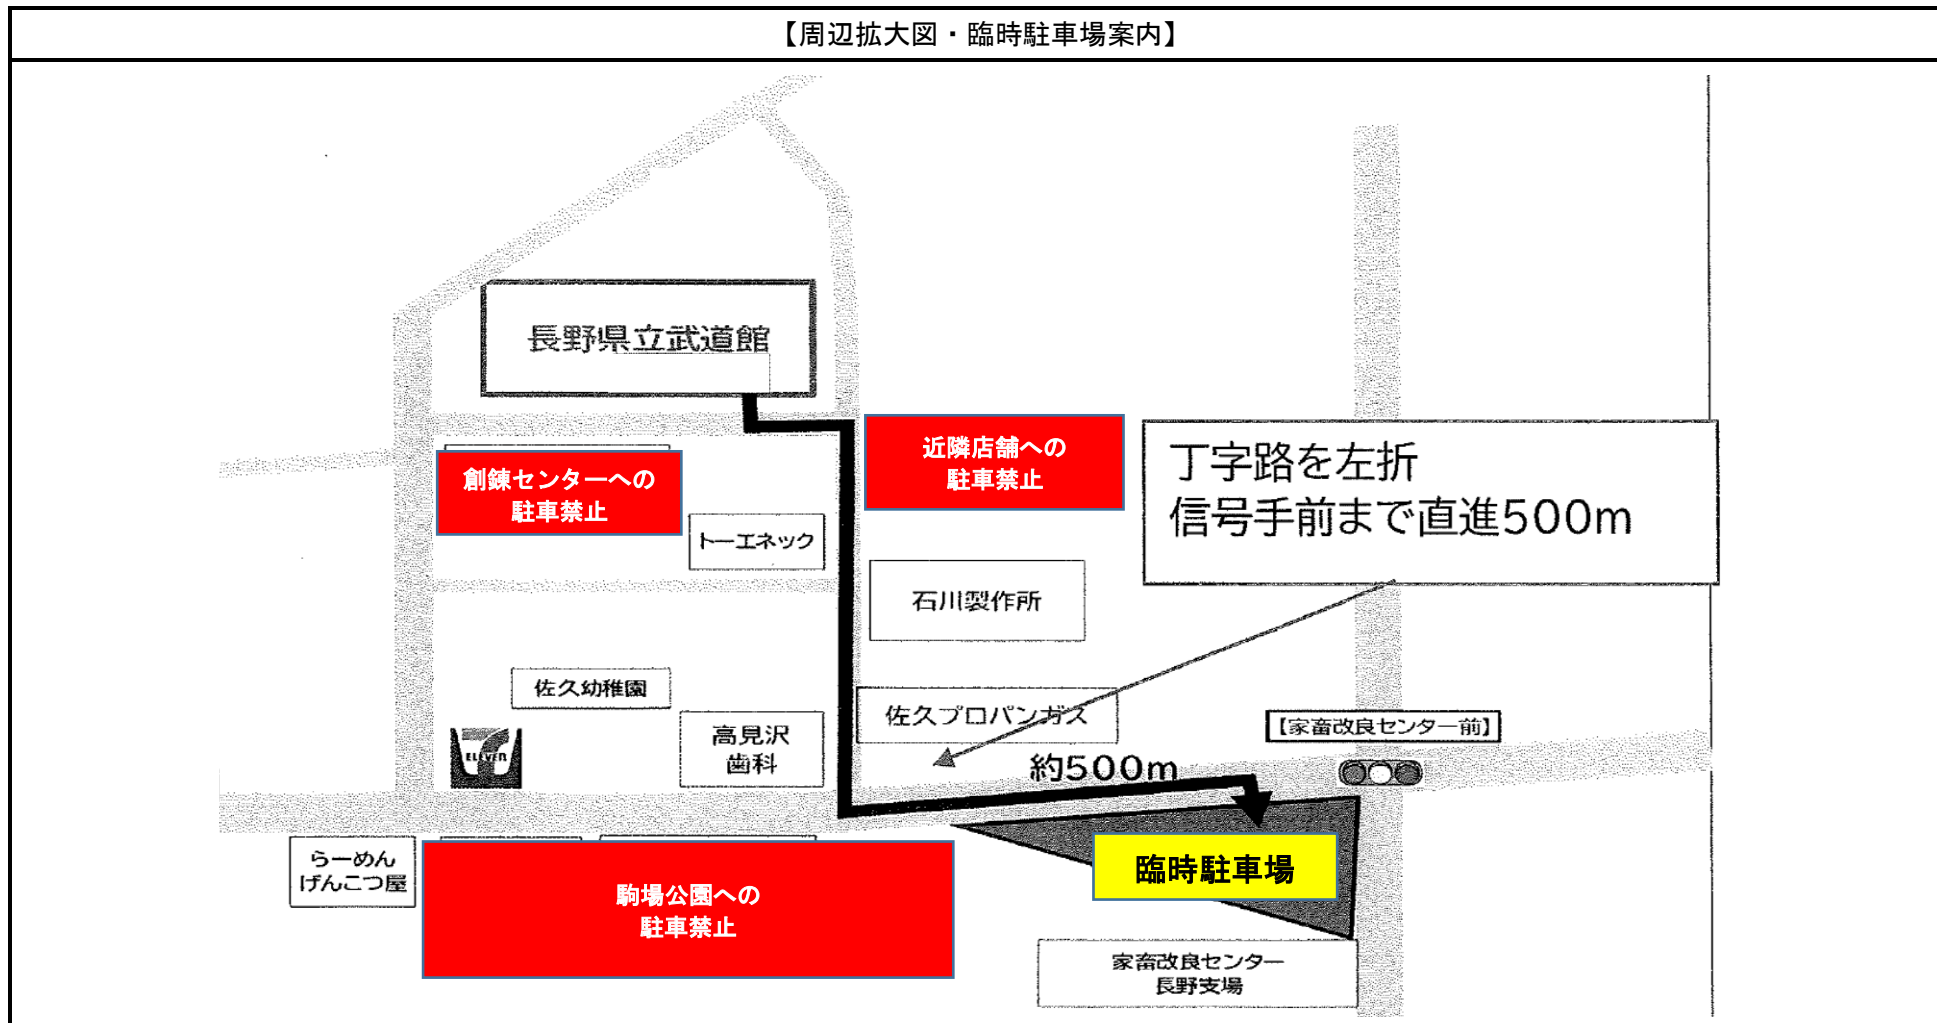 【周辺拡大図・臨時駐車場案内】
長野県立武道館
近隣店舗への
駐車禁止
丁字路を左折
信号手前まで直進500m
創錬センターへの
駐車禁止
トーエネック
石川製作所
佐久幼稚園
佐久プロパンガス
高見沢
歯科
【家畜改良センター前】
7
ELEVEn
約500m
らーめん
げんこつ屋
臨時駐車場
駒場公園への
駐車禁止
家畜改良センター
長野支場